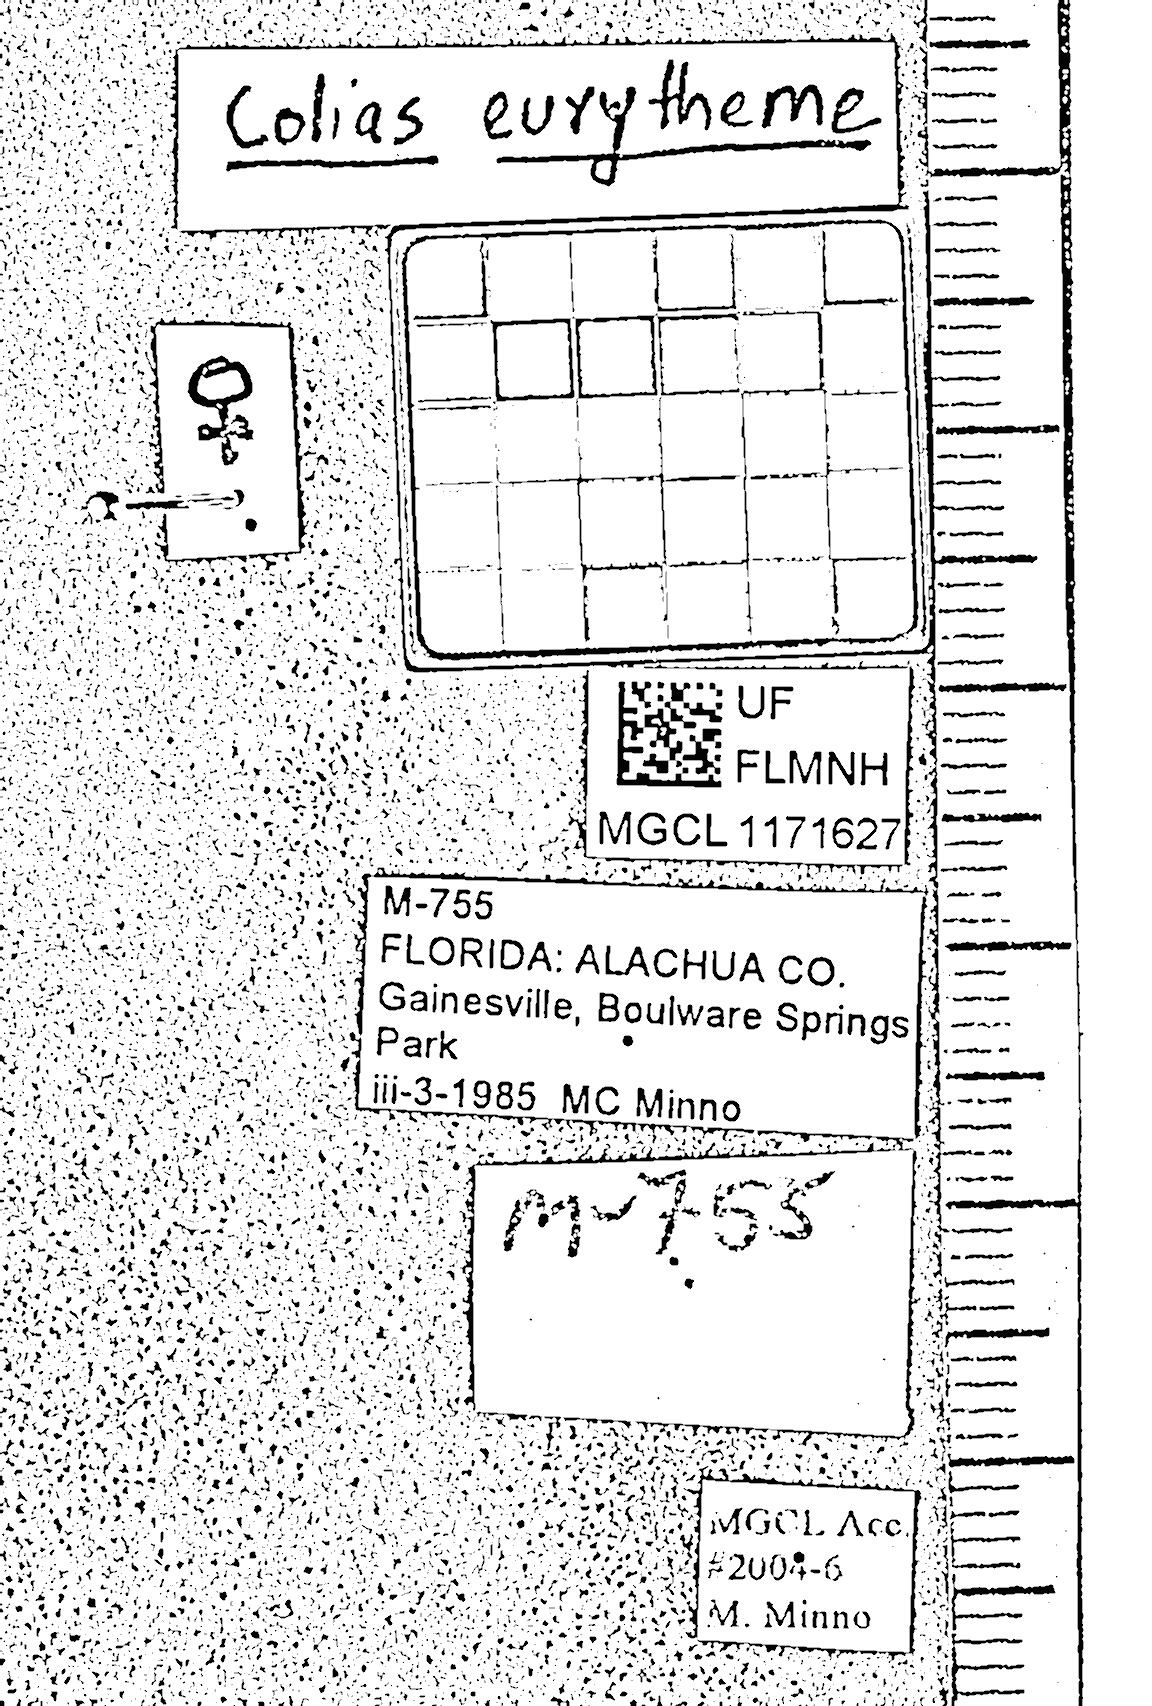 Colias eurytheme
♀
UF
FLMNH
MGCL 1171627
M-755
FLORIDA: ALACHUA CO.
Gainesville, Boulware Springs
Park
iii-3-1985 MC Minno
M-755
MGCL Acc.
#2004-6
M. Minno